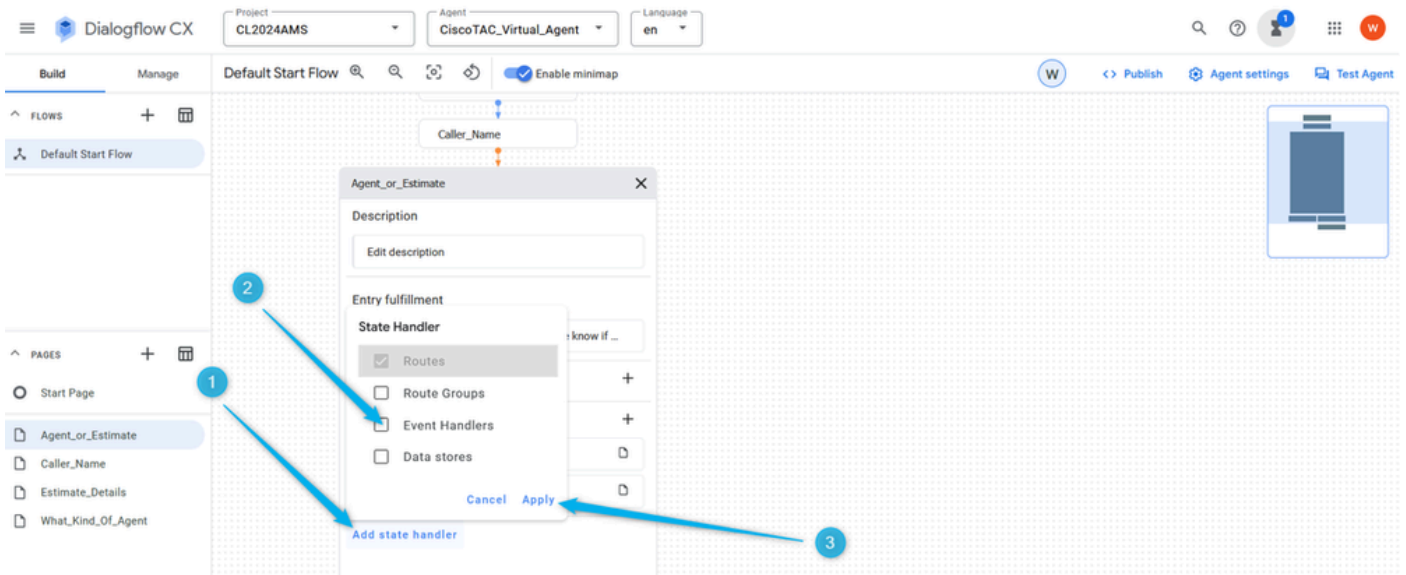 Dialogflow CX
Project
CL2024AMS
Agent
CiscoTAC_Virtual_Agent
Language
en
1
W
Build
Manage
Default Start Flow
Enable minimap
W
<> Publish
Agent settings
Test Agent
FLOWS
Default Start Flow
Caller_Name
Agent_or_Estimate
Description
Edit description
2
Entry fulfillment
State Handler
e know if ...
Routes
Route Groups
Event Handlers
Data stores
Cancel Apply
Add state handler
PAGES
1
Start Page
Agent_or_Estimate
Caller_Name
Estimate_Details
What_Kind_Of_Agent
3